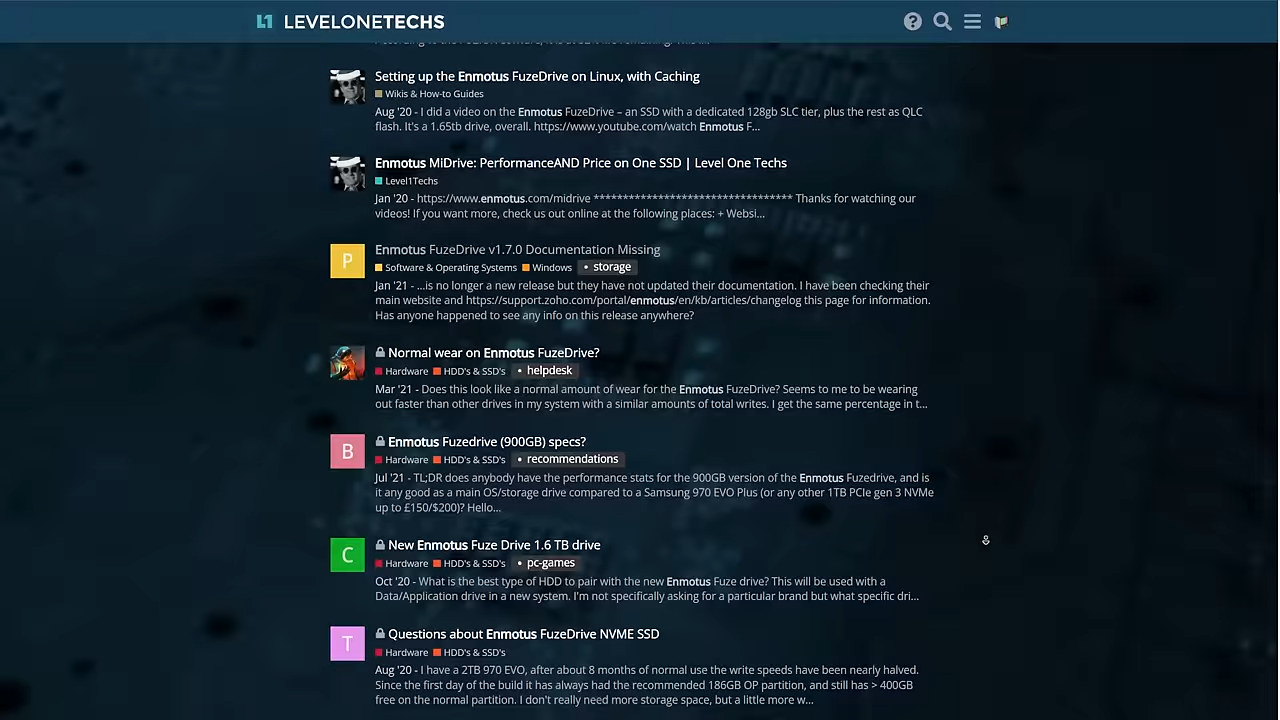 LEVELONETECHS
Setting up the Enmotus FuzeDrive on Linux, with Caching
Wikis & How-to Guides
Aug '20 - I did a video on the Enmotus FuzeDrive – an SSD with a dedicated 128gb SLC tier, plus the rest as QLC
flash. It's a 1.65tb drive, overall. https://www.youtube.com/watch Enmotus F...
Enmotus MiDrive: PerformanceAND Price on One SSD | Level One Techs
Level1Techs
Jan '20 - https://www.enmotus.com/midrive ********************************** Thanks for watching our
videos! If you want more, check us out online at the following places: + Websi...
P
Enmotus FuzeDrive v1.7.0 Documentation Missing
Software & Operating Systems Windows • storage
Jan '21 - ...is no longer a new release but they have not updated their documentation. I have been checking their
main website and https://support.zoho.com/portal/enmotus/en/kb/articles/changelog this page for information.
Has anyone happened to see any info on this release anywhere?
Normal wear on Enmotus FuzeDrive?
Hardware HDD's & SSD's • helpdesk
Mar '21 - Does this look like a normal amount of wear for the Enmotus FuzeDrive? Seems to me to be wearing
out faster than other drives in my system with a similar amounts of total writes. I get the same percentage in t...
B
Enmotus Fuzedrive (900GB) specs?
Hardware HDD's & SSD's • recommendations
Jul '21 - TL;DR does anybody have the performance stats for the 900GB version of the Enmotus Fuzedrive, and is
it any good as a main OS/storage drive compared to a Samsung 970 EVO Plus (or any other 1TB PCIe gen 3 NVMe
up to £150/$200)? Hello...
C
New Enmotus Fuze Drive 1.6 TB drive
Hardware HDD's & SSD's • pc-games
Oct '20 - What is the best type of HDD to pair with the new Enmotus Fuze drive? This will be used with a
Data/Application drive in a new system. I'm not specifically asking for a particular brand but what specific dri...
T
Questions about Enmotus FuzeDrive NVME SSD
Hardware HDD's & SSD's
Aug '20 - I have a 2TB 970 EVO, after about 8 months of normal use the write speeds have been nearly halved.
Since the first day of the build it has always had the recommended 186GB OP partition, and still has > 400GB
free on the normal partition. I don't really need more storage space, but a little more w...